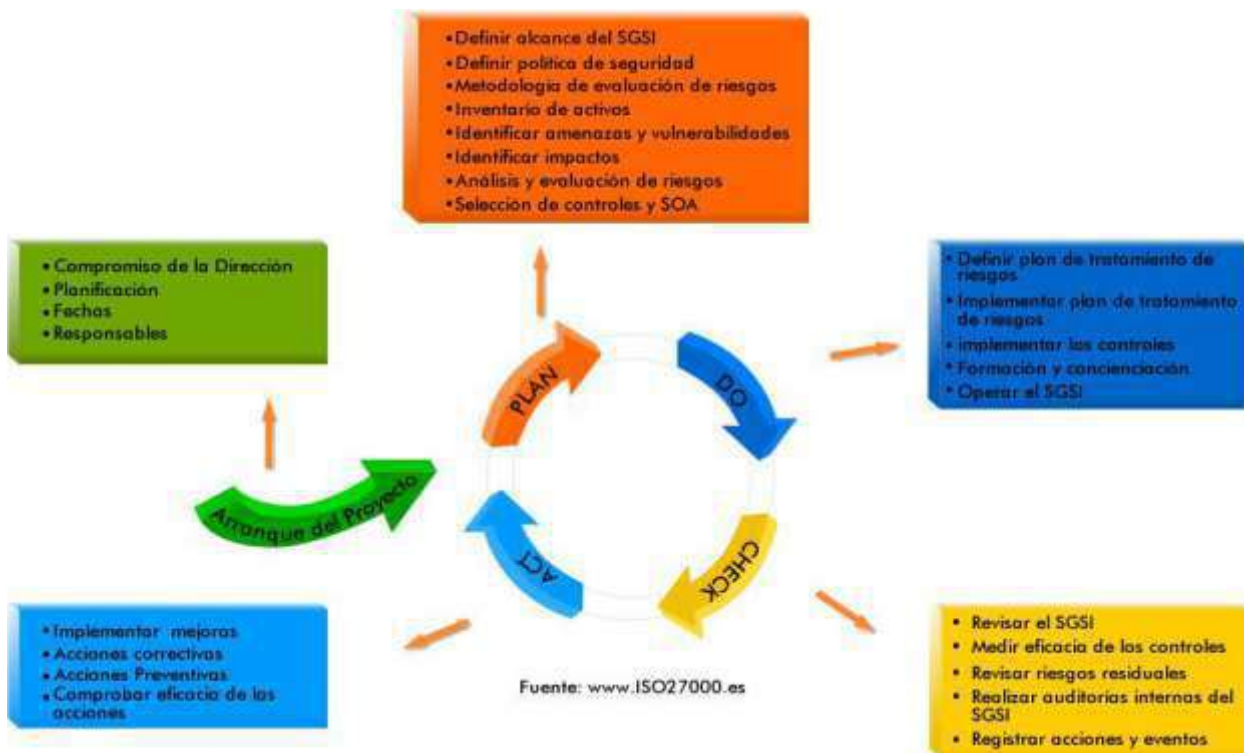 •Definir alcance del SGSI
•Definir política de seguridad
•Metodología de evaluación de riesgos
•Inventario de activos
•Identificar amenazas y vulnerabilidades
•Identificar impactos
•Análisis y evaluación de riesgos
•Selección de controles y SOA
•Compromiso de la Dirección
•Planificación
•Fechas
•Responsables
•Definir plan de tratamiento de
riesgos
•Implementar plan de tratamiento
de riesgos
•implementar los controles
•Formación y concienciación
•Operar el SGSI
PLAN
DO
Arranque del Proyecto
ACT
CHECK
•Implementar mejoras
•Acciones correctivas
•Acciones Preventivas
•Comprobar eficacia de las
acciones
Fuente: www.ISO27000.es
• Revisar el SGSI
• Medir eficacia de los controles
• Revisar riesgos residuales
• Realizar auditorías internas del
SGSI
• Registrar acciones y eventos